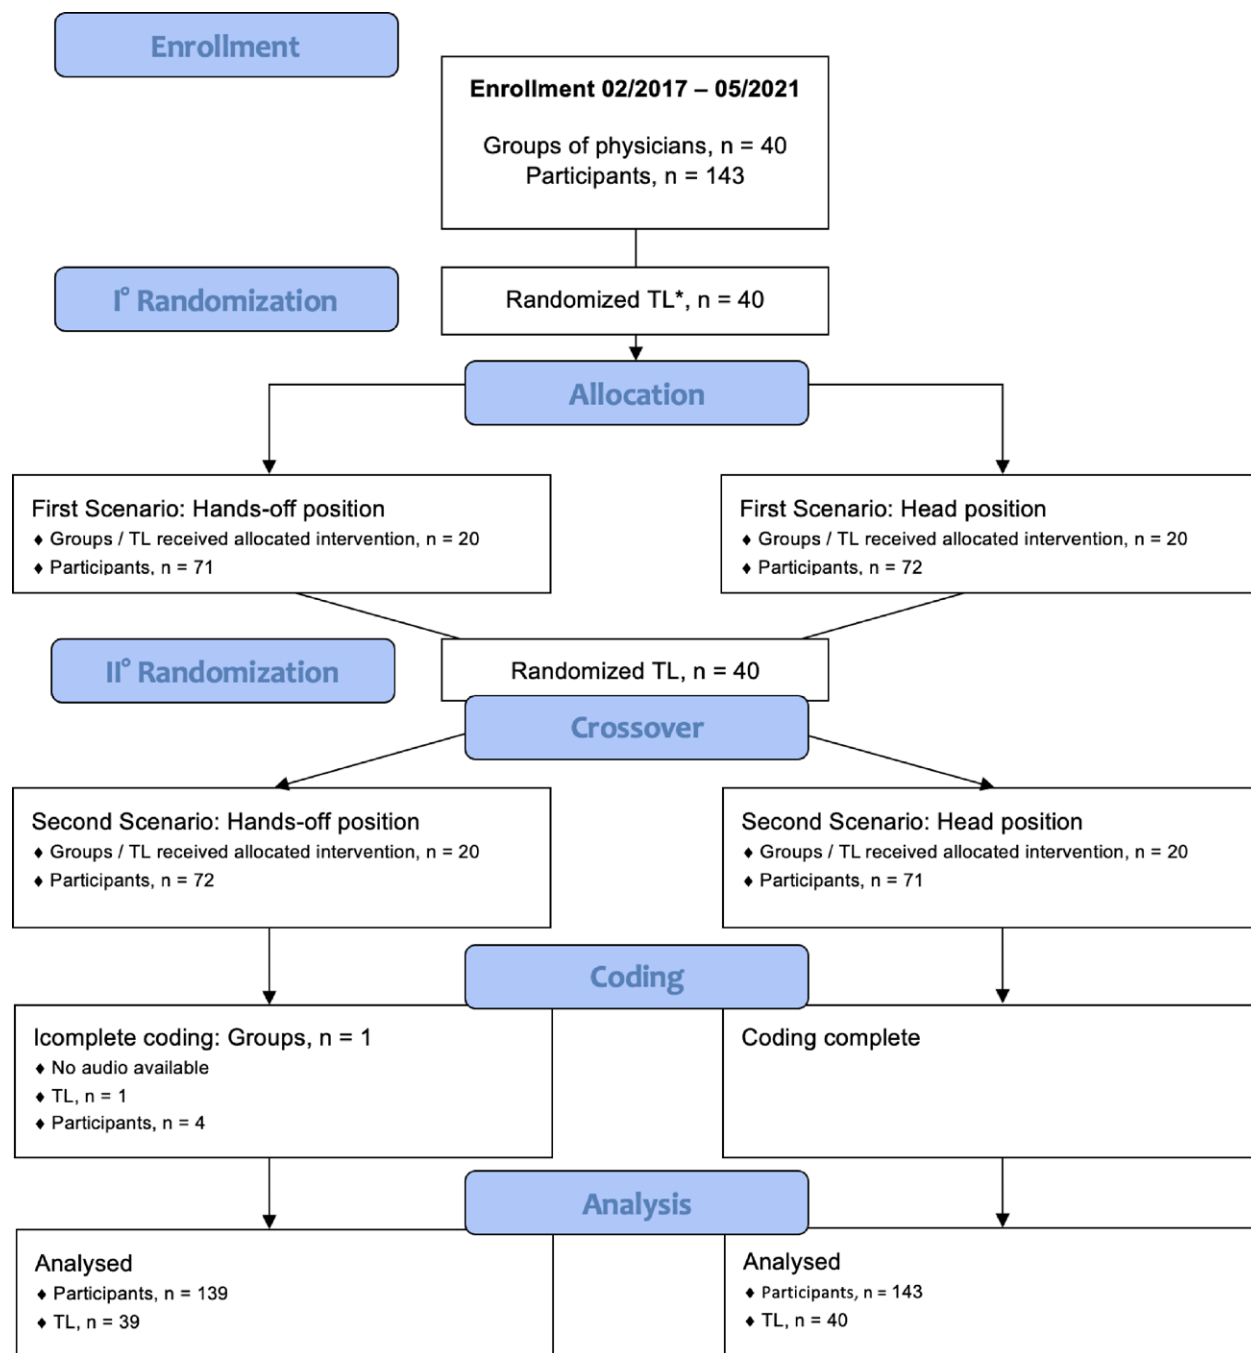 Enrollment
Enrollment 02/2017 – 05/2021
Groups of physicians, n = 40
Participants, n = 143
I° Randomization
Randomized TL*, n = 40
Allocation
First Scenario: Hands-off position
♦ Groups / TL received allocated intervention, n = 20
♦ Participants, n = 71
First Scenario: Head position
♦ Groups / TL received allocated intervention, n = 20
♦ Participants, n = 72
II° Randomization
Randomized TL, n = 40
Crossover
Second Scenario: Hands-off position
♦ Groups / TL received allocated intervention, n = 20
♦ Participants, n = 72
Second Scenario: Head position
♦ Groups / TL received allocated intervention, n = 20
♦ Participants, n = 71
Coding
Icomplete coding: Groups, n = 1
♦ No audio available
♦ TL, n = 1
♦ Participants, n = 4
Coding complete
Analysis
Analysed
♦ Participants, n = 139
♦ TL, n = 39
Analysed
♦ Participants, n = 143
♦ TL, n = 40